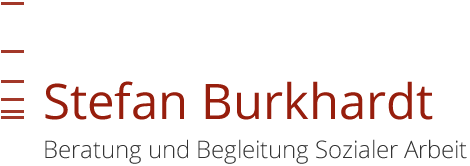 Stefan Burkhardt
Beratung und Begleitung Sozialer Arbeit